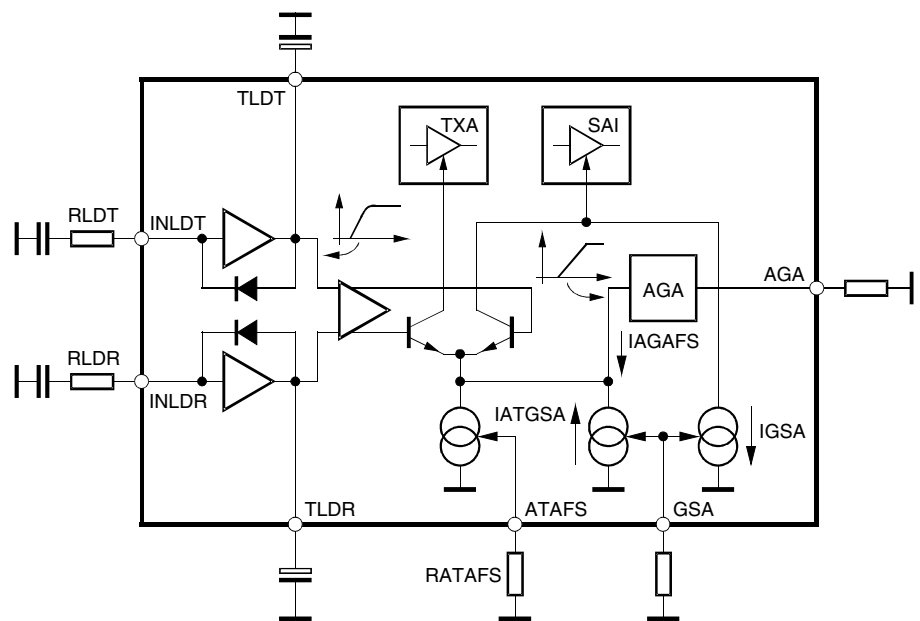 TLDT
TXA
SAI
RLDT
INLDT
AGA
AGA
IAGAFS
RLDR
INLDR
IATGSA
IGSA
TLDR
ATAFS
GSA
RATAFS